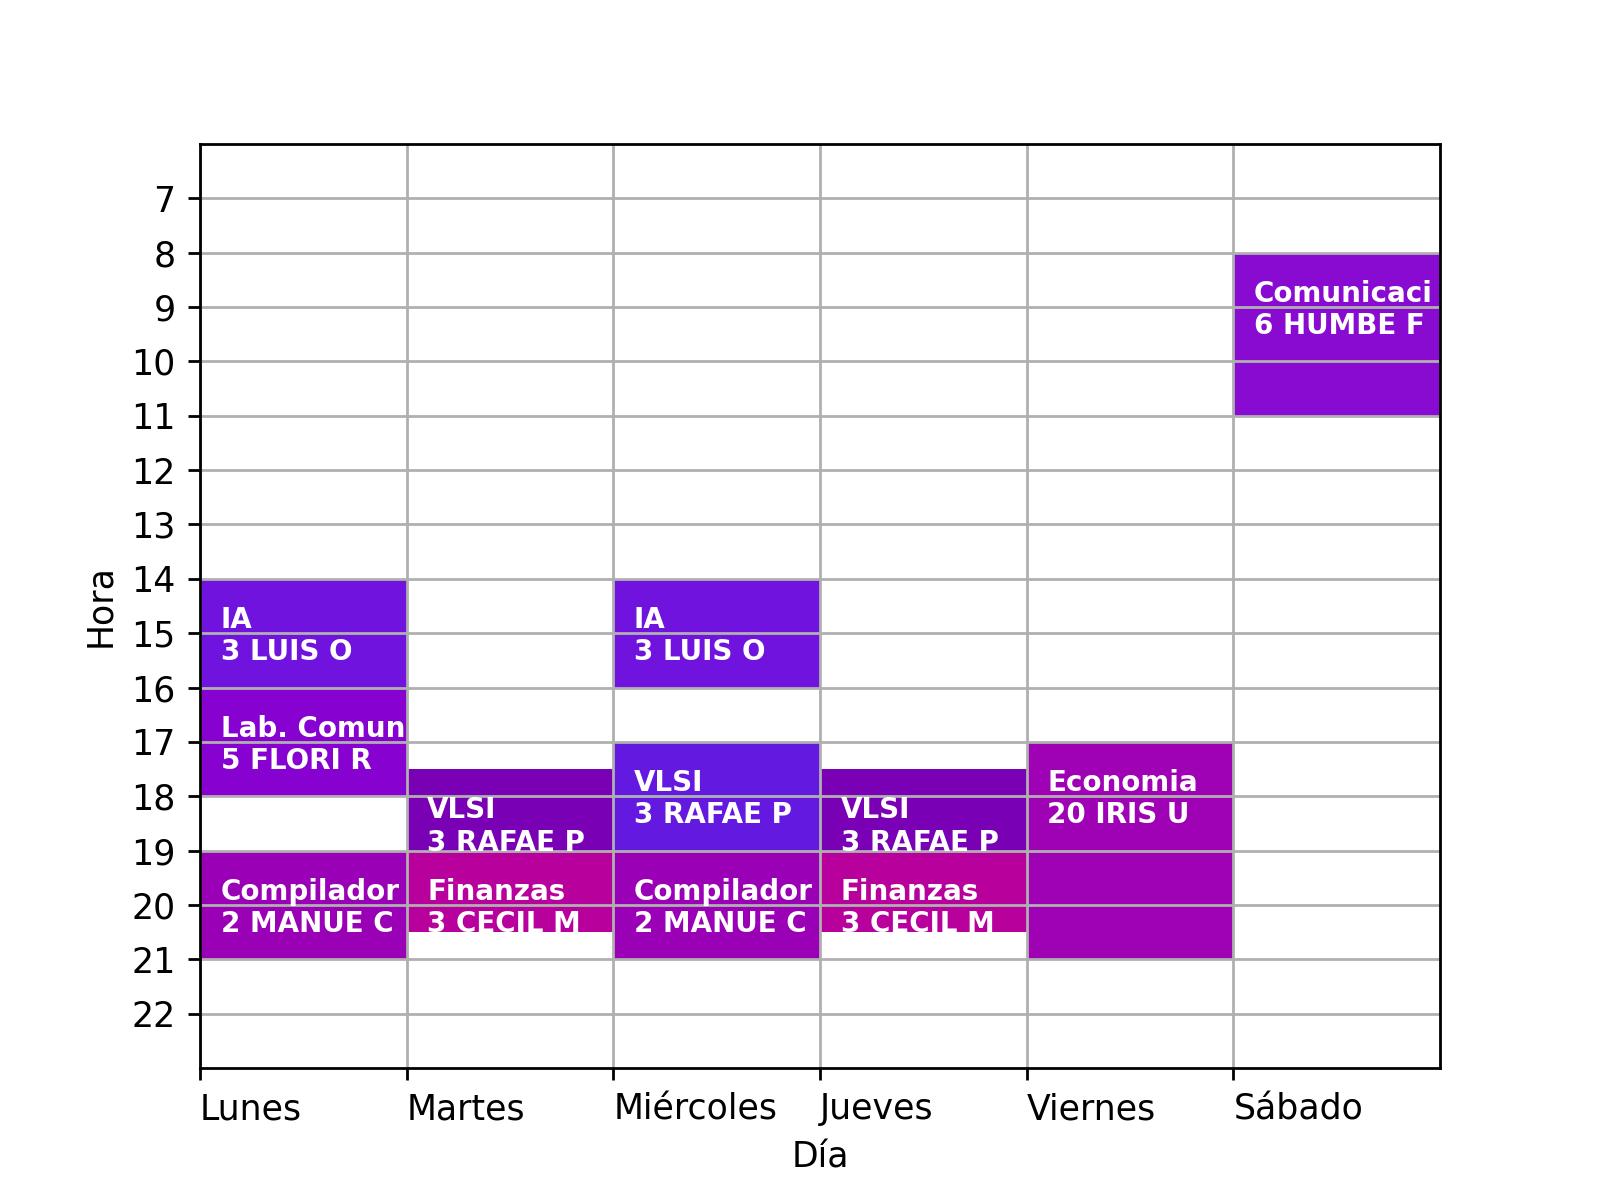 7
8
9
10
11
12
13
14
15
16
17
18
19
20
21
22
Hora
Comunicaci
6 HUMBE F
IA
3 LUIS O
IA
3 LUIS O
Lab. Comun
5 FLORI R
VLSI
3 RAFAE P
VLSI
3 RAFAE P
VLSI
3 RAFAE P
Economia
20 IRIS U
Compilador
2 MANUE C
Finanzas
3 CECIL M
Compilador
2 MANUE C
Finanzas
3 CECIL M
Lunes
Martes
Miércoles
Jueves
Viernes
Sábado
Día